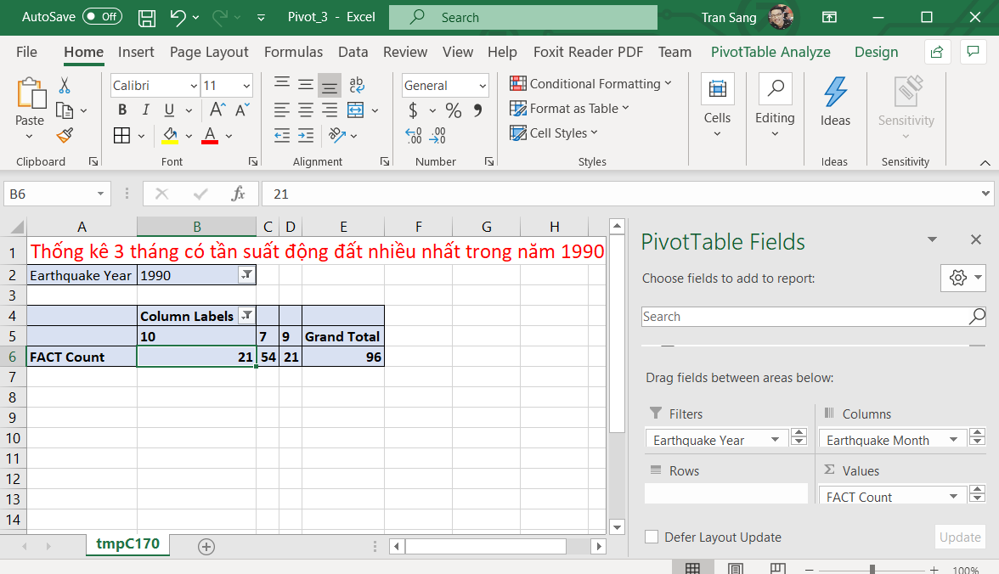 AutoSave Off Pivot_3 - Excel Search Tran Sang
File Home Insert Page Layout Formulas Data Review View Help Foxit Reader PDF Team PivotTable Analyze Design
Paste
Calibri 11
B I U A A A
ab
General
$ % 9
.00 .00
Conditional Formatting
Format as Table
Cell Styles
Cells
Editing
Ideas
Sensitivity
Clipboard Font Alignment Number Styles Ideas Sensitivity
B6 fx 21
A B C D E F G H
1 Thống kê 3 tháng có tần suất động đất nhiều nhất trong năm 1990
2 Earthquake Year 1990
3
4 Column Labels
5 10 7 9 Grand Total
6 FACT Count 21 54 21 96
7
8
9
10
11
12
13
14
tmpC170
PivotTable Fields
Choose fields to add to report:
Search
Drag fields between areas below:
Filters Columns
Earthquake Year Earthquake Month
Rows Σ Values
FACT Count
Defer Layout Update Update
100%